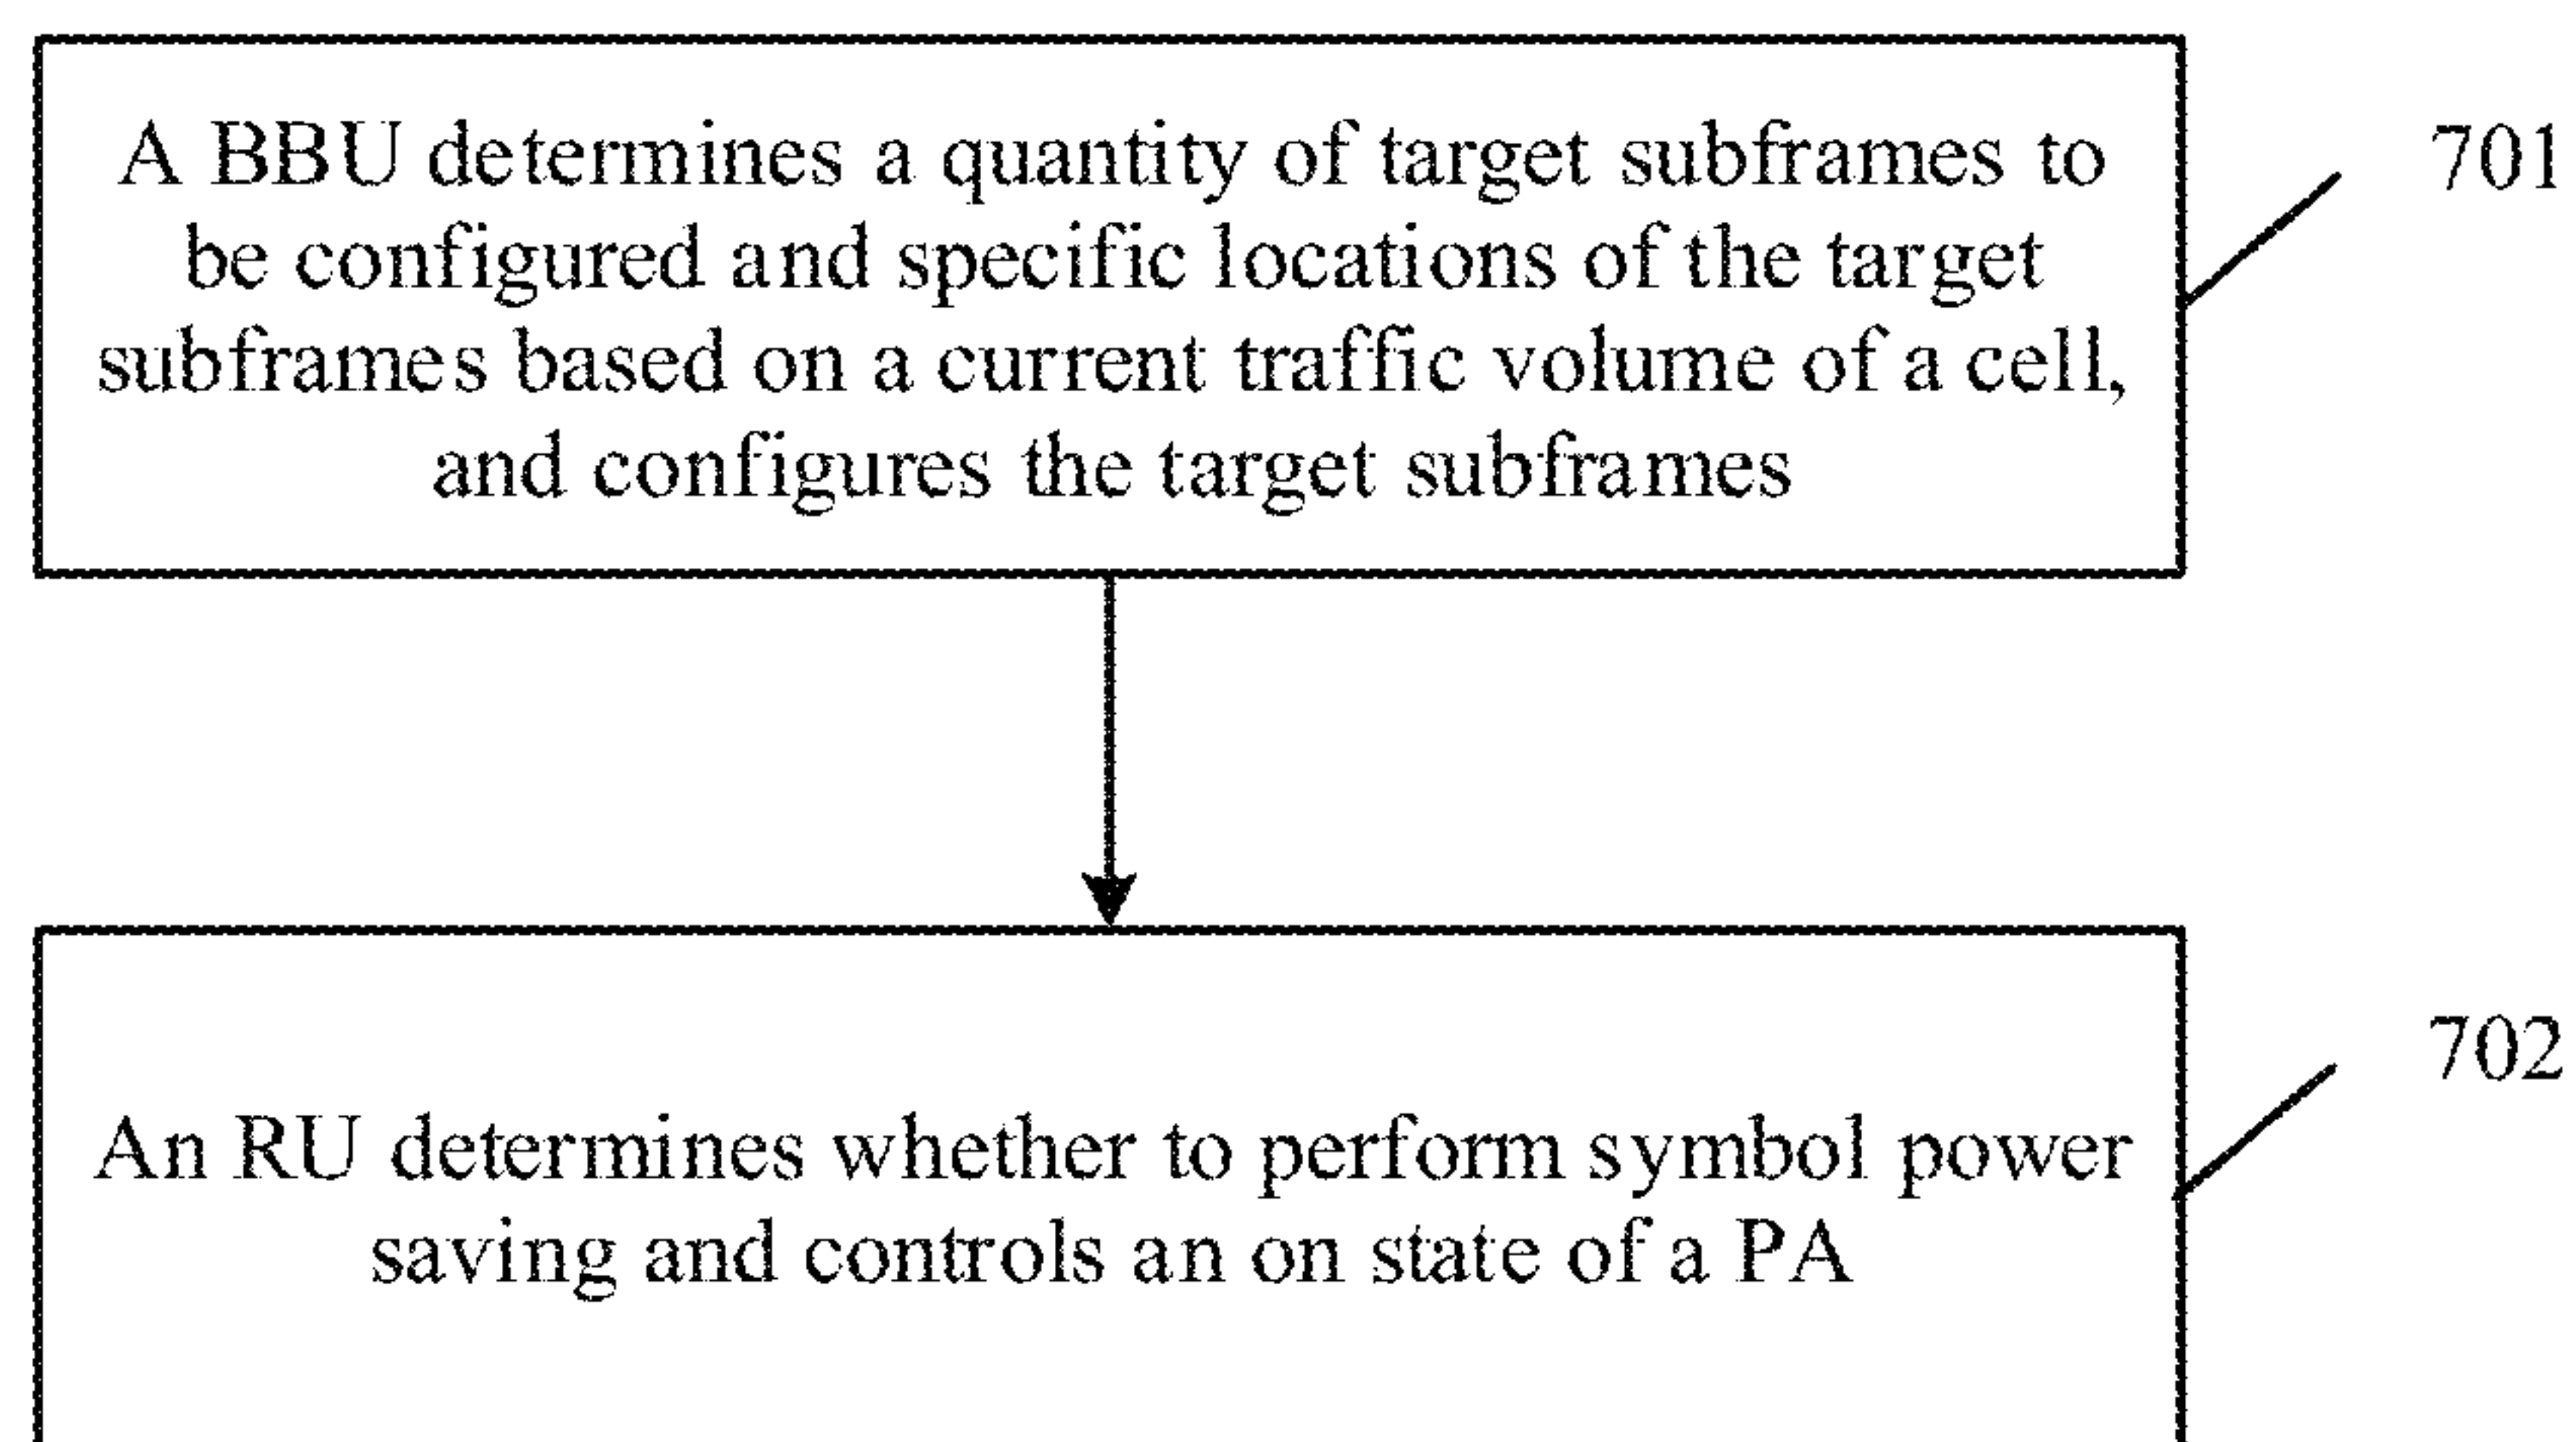 A BBU determines a quantity of target subframes to
be configured and specific locations of the target
subframes based on a current traffic volume of a cell,
and configures the target subframes
701
An RU determines whether to perform symbol power
saving and controls an on state of a PA
702